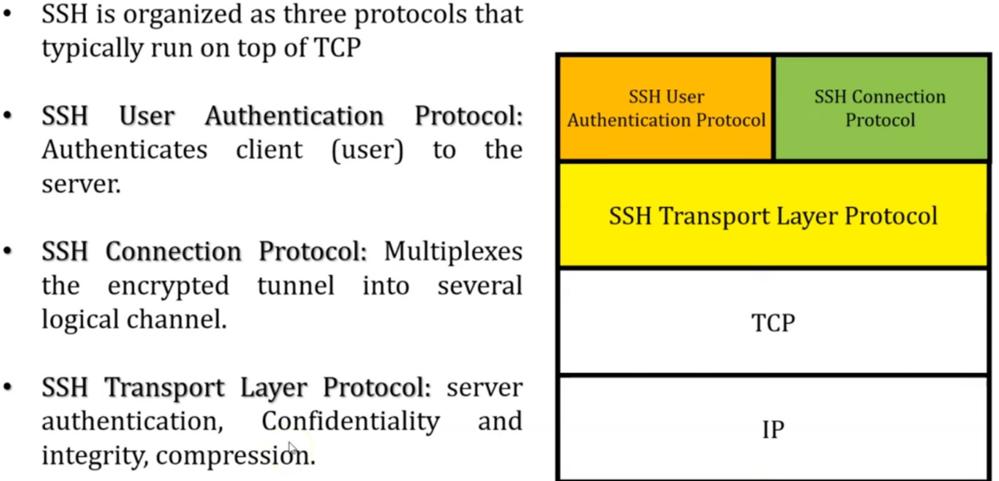 • SSH is organized as three protocols that
typically run on top of TCP
• SSH User Authentication Protocol:
Authenticates client (user) to the
server.
• SSH Connection Protocol: Multiplexes
the encrypted tunnel into several
logical channel.
• SSH Transport Layer Protocol: server
authentication, Confidentiality and
integrity, compression.
SSH User
Authentication Protocol
SSH Connection
Protocol
SSH Transport Layer Protocol
TCP
IP